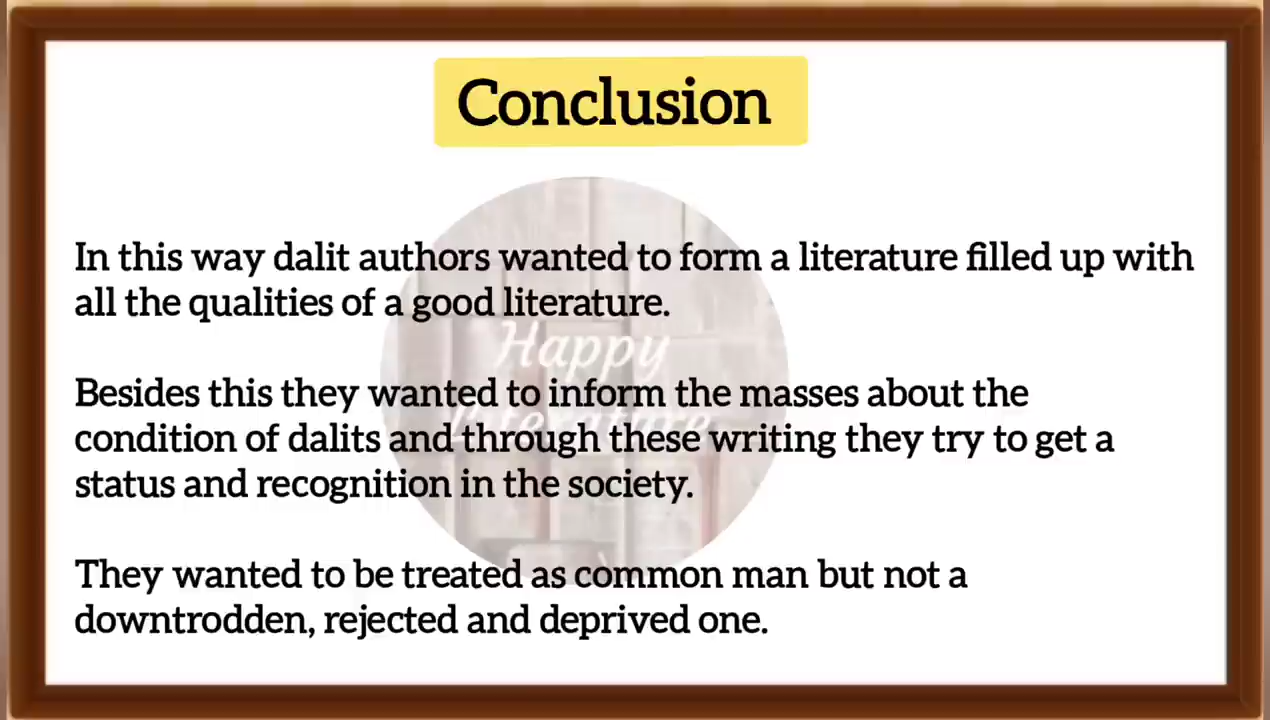 Conclusion
In this way dalit authors wanted to form a literature filled up with
all the qualities of a good literature.
Happy
Literature
Besides this they wanted to inform the masses about the
condition of dalits and through these writing they try to get a
status and recognition in the society.
They wanted to be treated as common man but not a
downtrodden, rejected and deprived one.